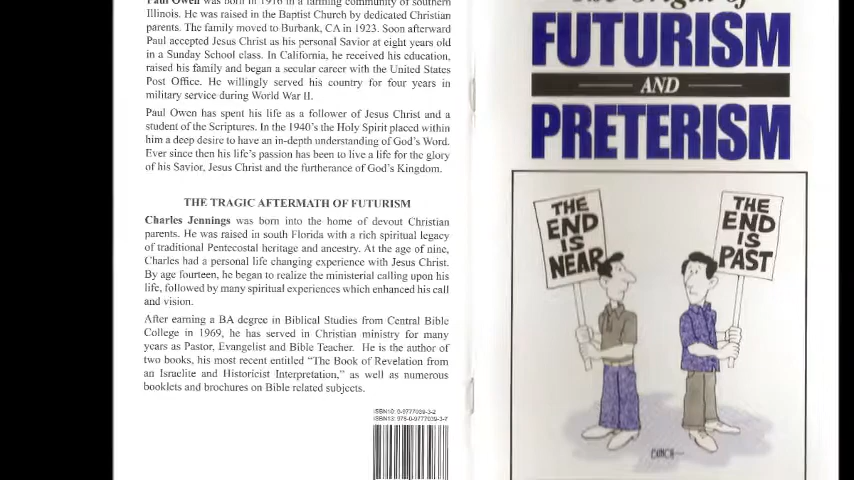 Paul Owen was born in 1916 in a farming community of southern
Illinois. He was raised in the Baptist Church by dedicated Christian
parents. The family moved to Burbank, CA in 1923. Soon afterward
Paul accepted Jesus Christ as his personal Savior at eight years old
in a Sunday School class. In California, he received his education,
raised his family and began a secular career with the United States
Post Office. He willingly served his country for four years in
military service during World War II.
Paul Owen has spent his life as a follower of Jesus Christ and a
student of the Scriptures. In the 1940's the Holy Spirit placed within
him a deep desire to have an in-depth understanding of God's Word.
Ever since then his life's passion has been to live a life for the glory
of his Savior, Jesus Christ and the furtherance of God's Kingdom.
THE TRAGIC AFTERMATH OF FUTURISM
Charles Jennings was born into the home of devout Christian
parents. He was raised in south Florida with a rich spiritual legacy
of traditional Pentecostal heritage and ancestry. At the age of nine,
Charles had a personal life changing experience with Jesus Christ.
By age fourteen, he began to realize the ministerial calling upon his
life, followed by many spiritual experiences which enhanced his call
and vision.
After earning a BA degree in Biblical Studies from Central Bible
College in 1969, he has served in Christian ministry for many
years as Pastor, Evangelist and Bible Teacher. He is the author of
two books, his most recent entitled "The Book of Revelation from
an Israelite and Historicist Interpretation," as well as numerous
booklets and brochures on Bible related subjects.
ISBN10: 0-9777039-3-2
ISBN13: 978-0-9777039-3-7
The Origin of
FUTURISM
AND
PRETERISM
THE
END
IS
NEAR
THE
END
IS
PAST